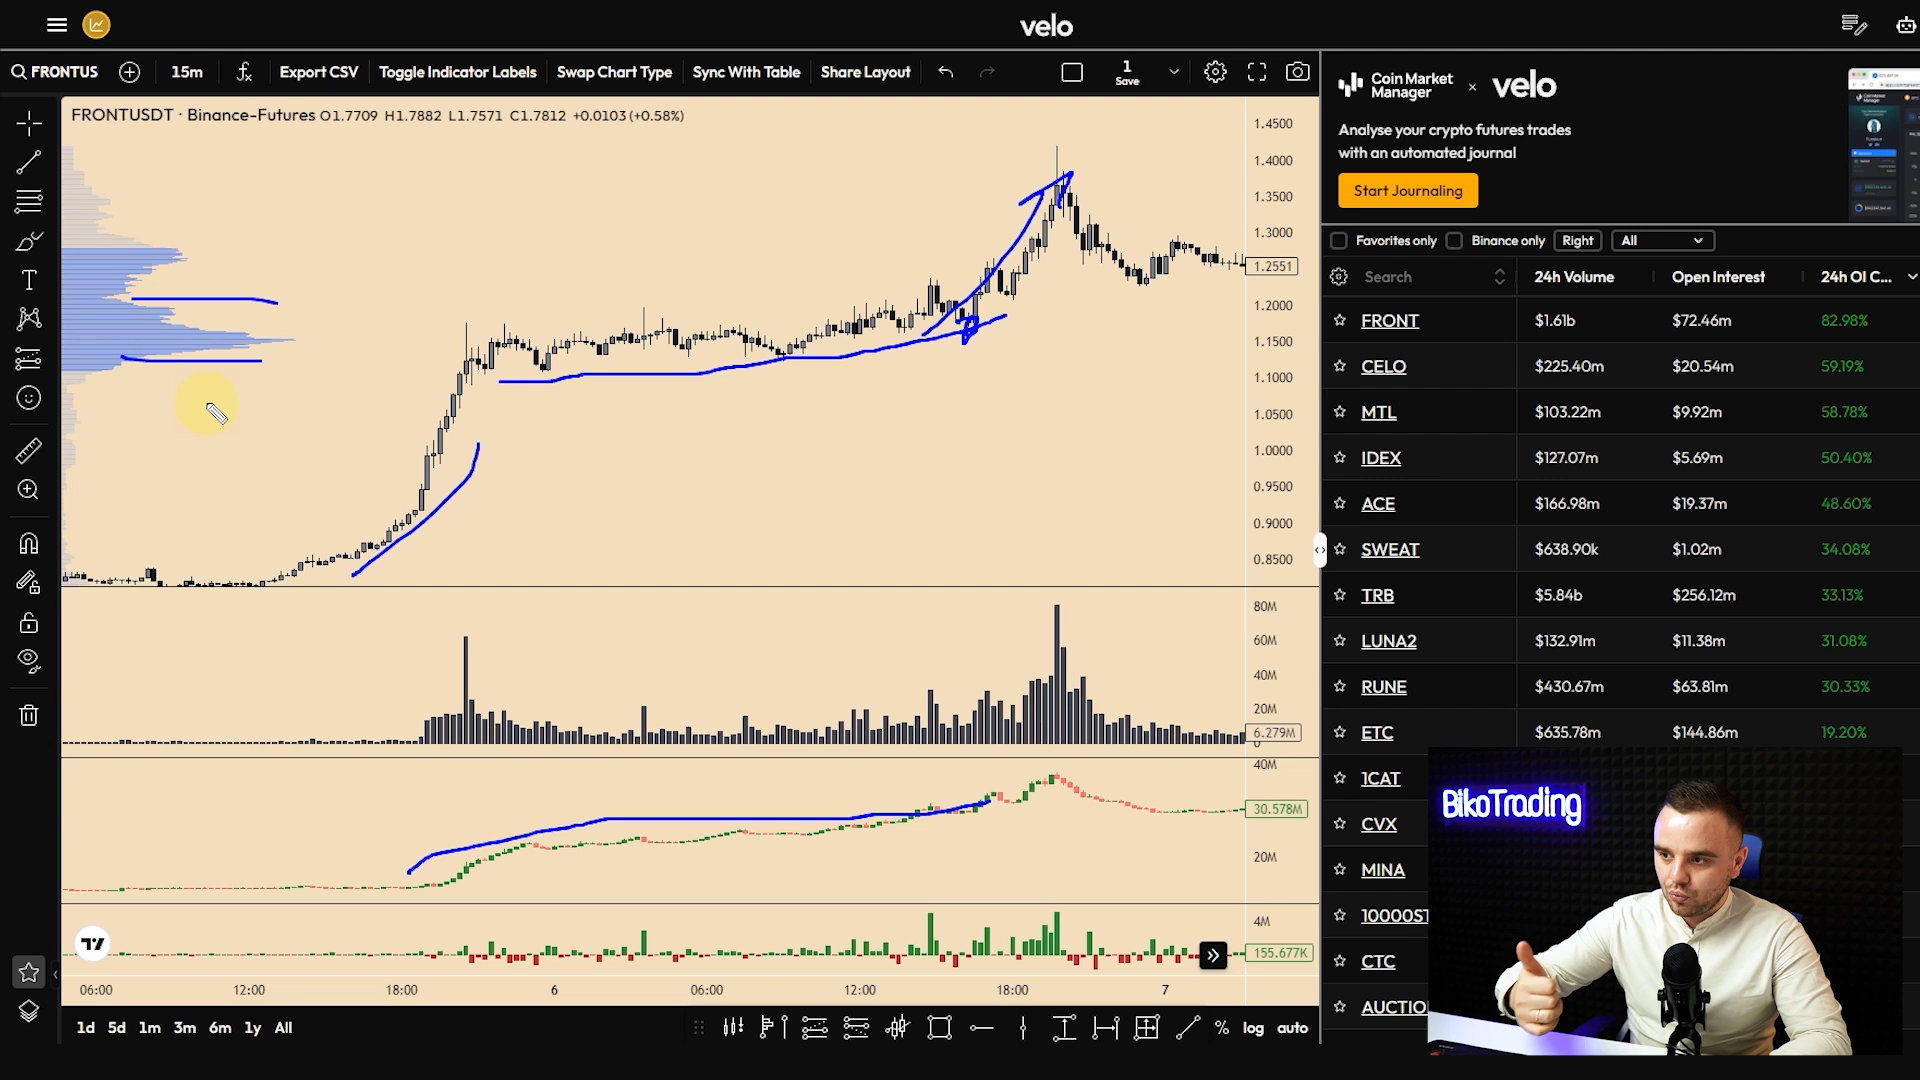 velo
FRONTUS 15m Export CSV Toggle Indicator Labels Swap Chart Type Sync With Table Share Layout 1 Save
FRONTUSDT · Binance-Futures O1.7709 H1.7882 L1.7571 C1.7812 +0.0103 (+0.58%)
1.4500
1.4000
1.3500
1.3000
1.2551
1.2000
1.1500
1.1000
1.0500
1.0000
0.9500
0.9000
0.8500
80M
60M
40M
20M
6.279M
0
40M
30.578M
20M
4M
155.677K
06:00 12:00 18:00 6 06:00 12:00 18:00 7
1d 5d 1m 3m 6m 1y All % log auto
Coin Market Manager × velo
Analyse your crypto futures trades
with an automated journal
Start Journaling
Favorites only Binance only Right All
Search 24h Volume Open Interest 24h OI C...
FRONT $1.61b $72.46m 82.98%
CELO $225.40m $20.54m 59.19%
MTL $103.22m $9.92m 58.78%
IDEX $127.07m $5.69m 50.40%
ACE $166.98m $19.37m 48.60%
SWEAT $638.90k $1.02m 34.08%
TRB $5.84b $256.12m 33.13%
LUNA2 $132.91m $11.38m 31.08%
RUNE $430.67m $63.81m 30.33%
ETC $635.78m $144.86m 19.20%
1CAT
CVX
MINA
10000ST
CTC
AUCTIO
BikoTrading